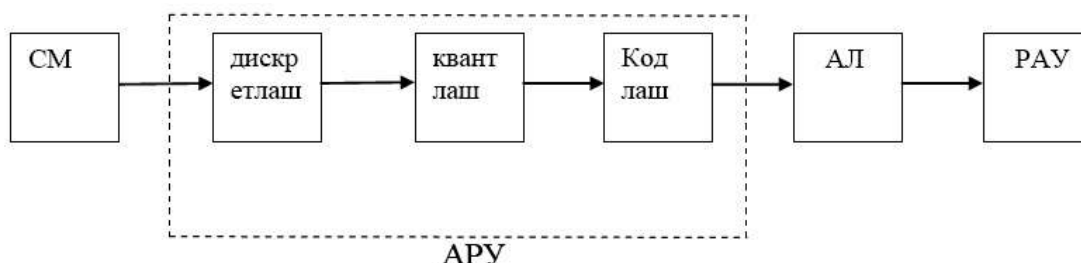 СМ
дискр
етлаш
квант
лаш
Код
лаш
АЛ
РАУ
АРУ